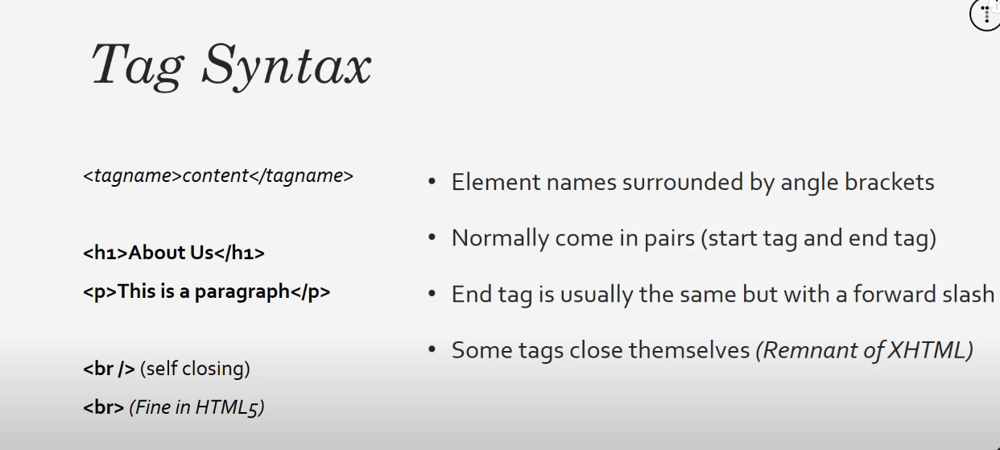 Tag Syntax
<tagname>content</tagname>
<h1>About Us</h1>
<p>This is a paragraph</p>
<br /> (self closing)
<br> (Fine in HTML5)
• Element names surrounded by angle brackets
• Normally come in pairs (start tag and end tag)
• End tag is usually the same but with a forward slash
• Some tags close themselves (Remnant of XHTML)